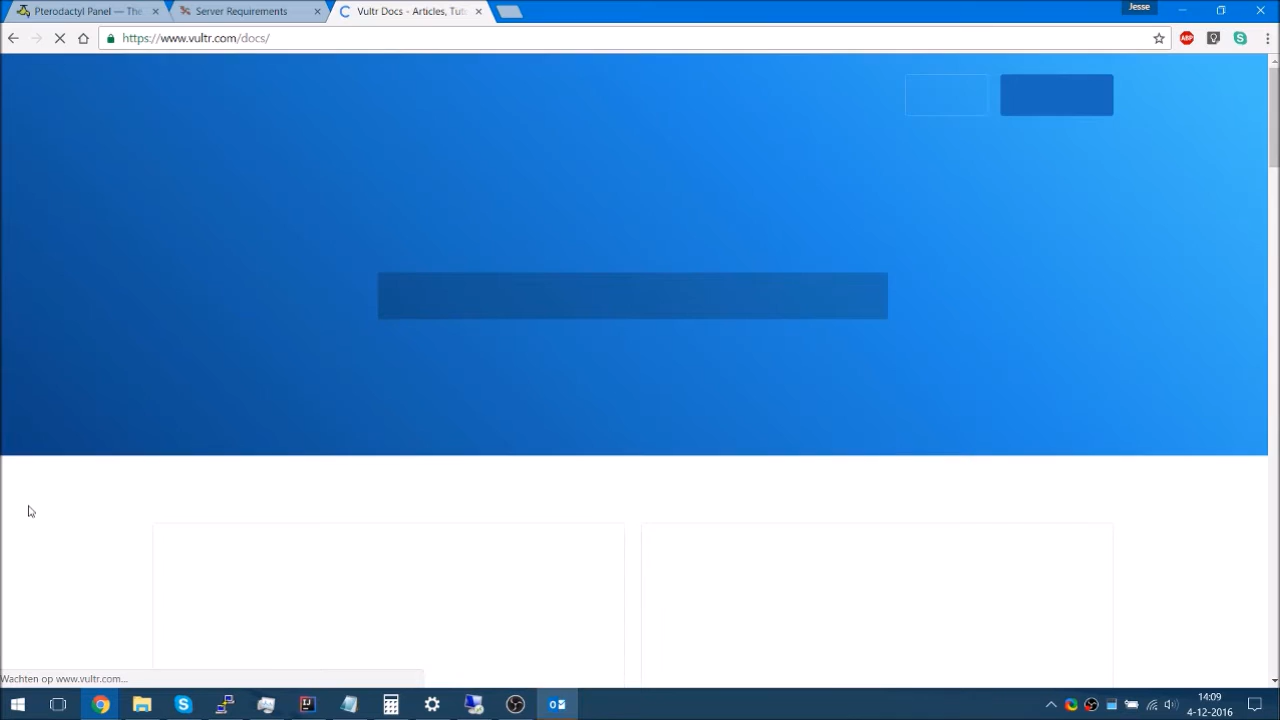 Pterodactyl Panel — The
Server Requirements
Vultr Docs - Articles, Tut
Jesse
https://www.vultr.com/docs/
ABP
Wachten op www.vultr.com...
14:09
4-12-2016